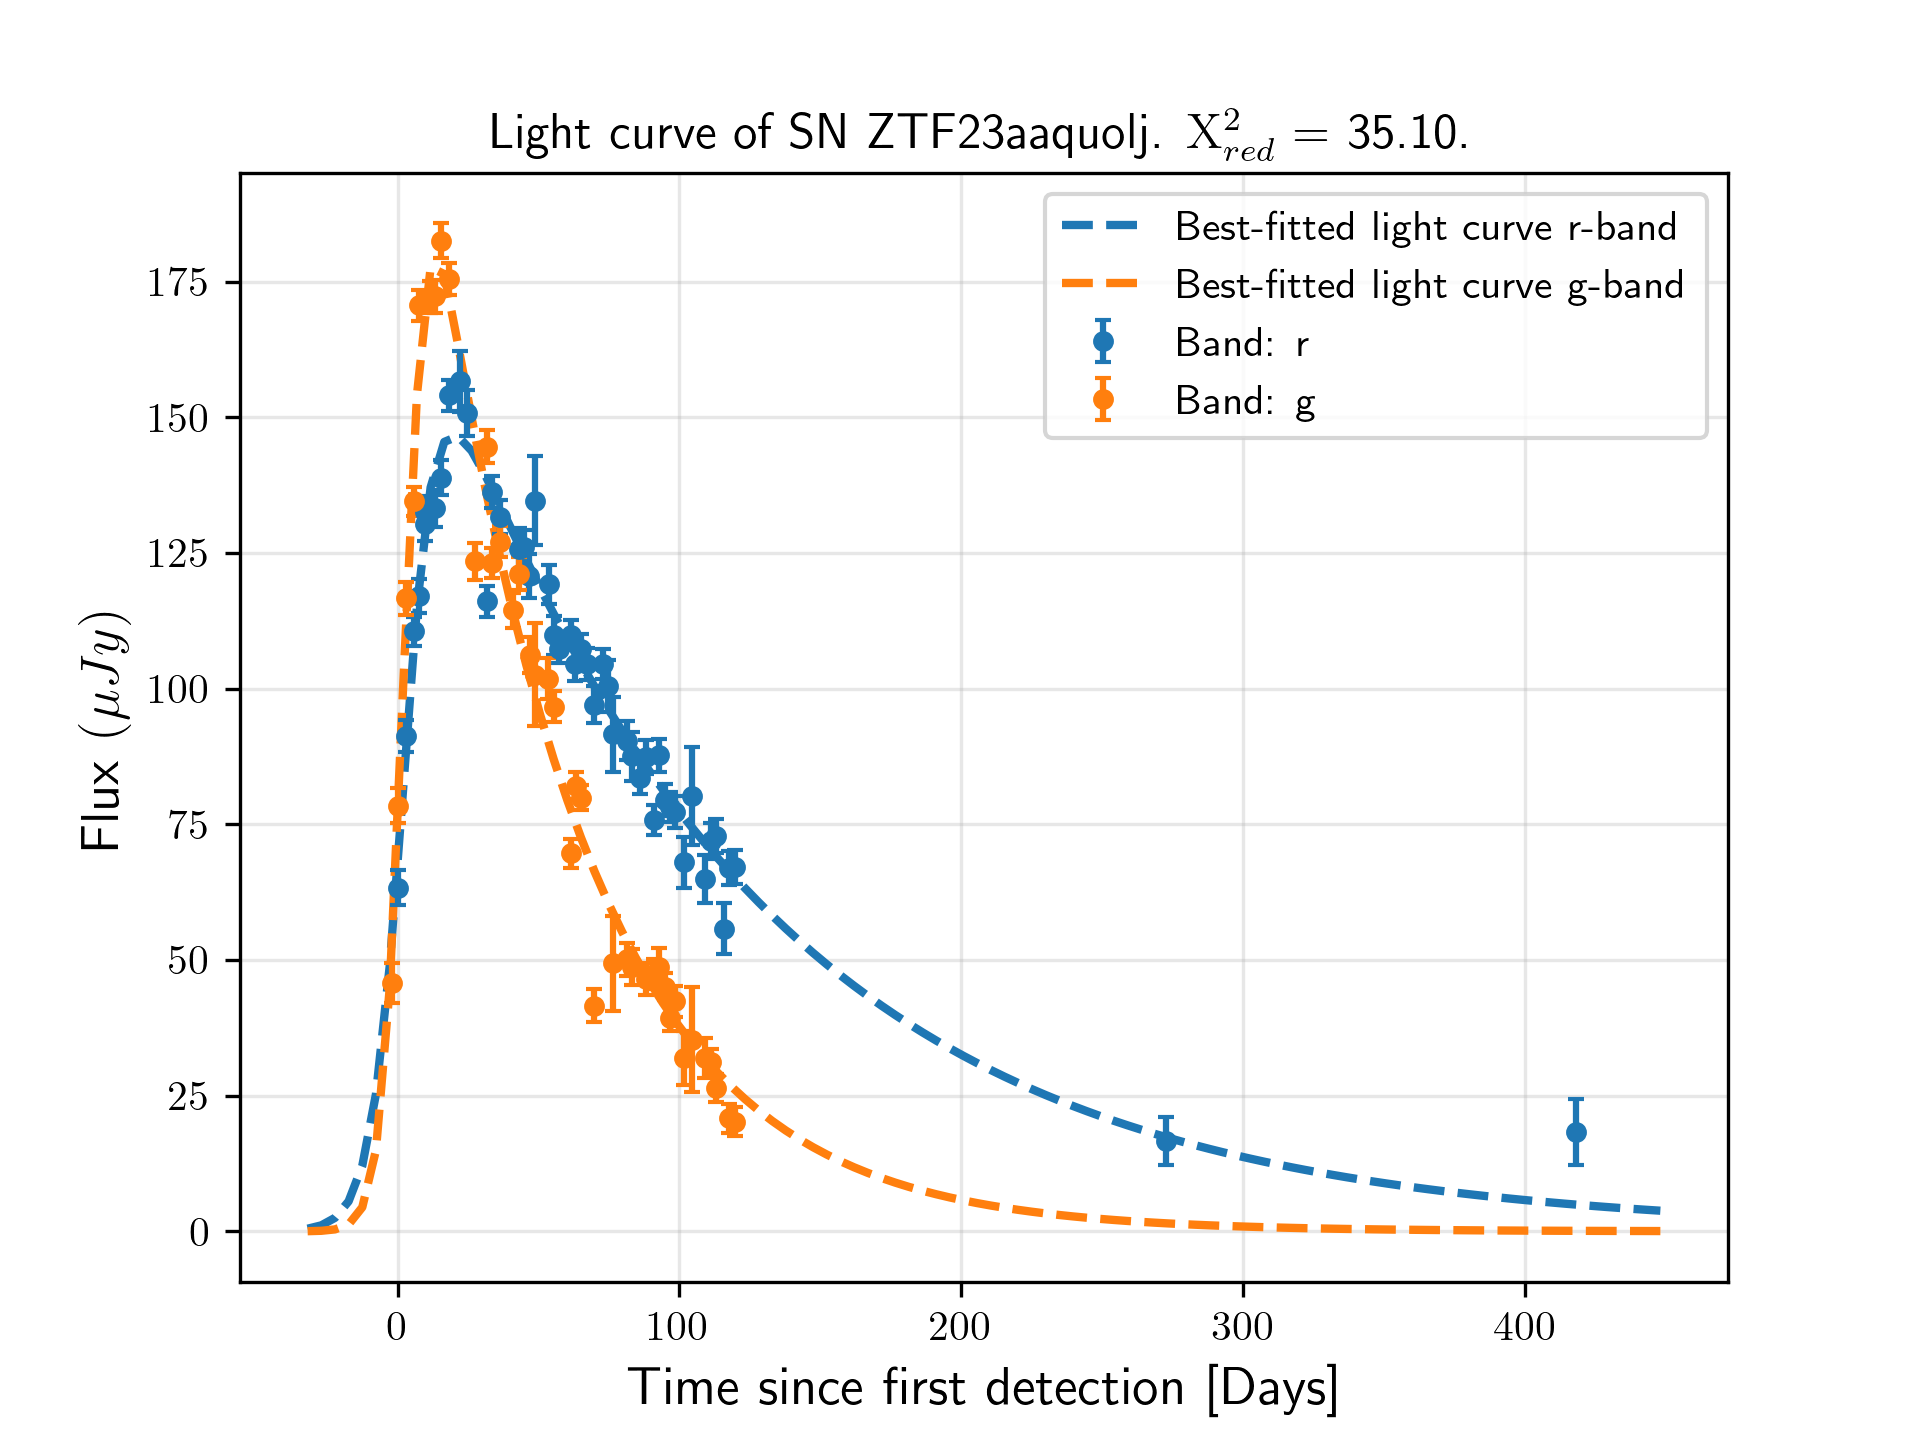 Light curve of SN ZTF23aaquolj. X²_red = 35.10.
Best-fitted light curve r-band
Best-fitted light curve g-band
Band: r
Band: g
Flux (μJy)
175
150
125
100
75
50
25
0
0 100 200 300 400
Time since first detection [Days]